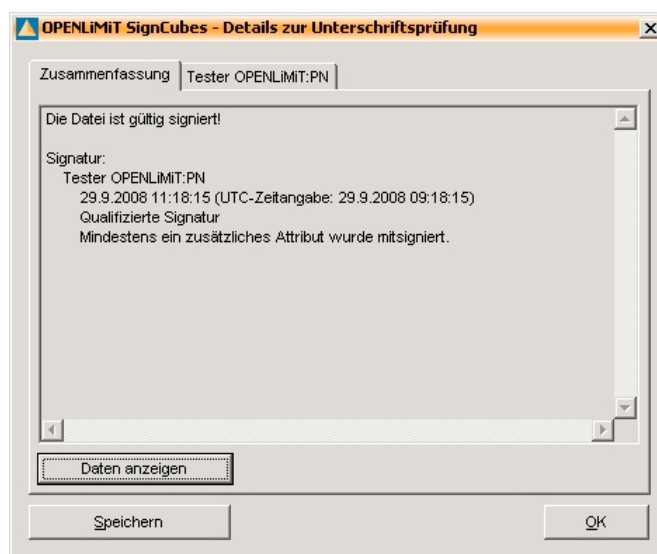 OPENLiMiT SignCubes - Details zur Unterschriftsprüfung
Zusammenfassung
Tester OPENLiMiT:PN
Die Datei ist gültig signiert!
Signatur:
Tester OPENLiMiT:PN
29.9.2008 11:18:15 (UTC-Zeitangabe: 29.9.2008 09:18:15)
Qualifizierte Signatur
Mindestens ein zusätzliches Attribut wurde mitsigniert.
Daten anzeigen
Speichern
OK